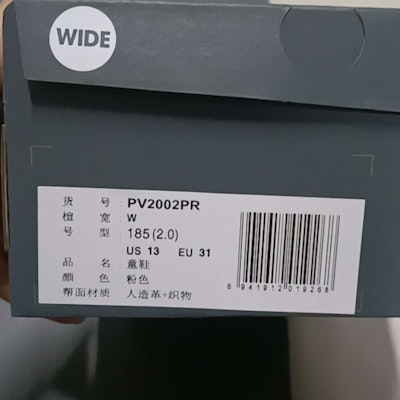 WIDE
货 号 PV2002PR
楦 宽 W
号 型 185(2.0)
US 13 EU 31
品 名 童鞋
颜 色 粉色
帮面材质 人造革+织物
6 941912 019268